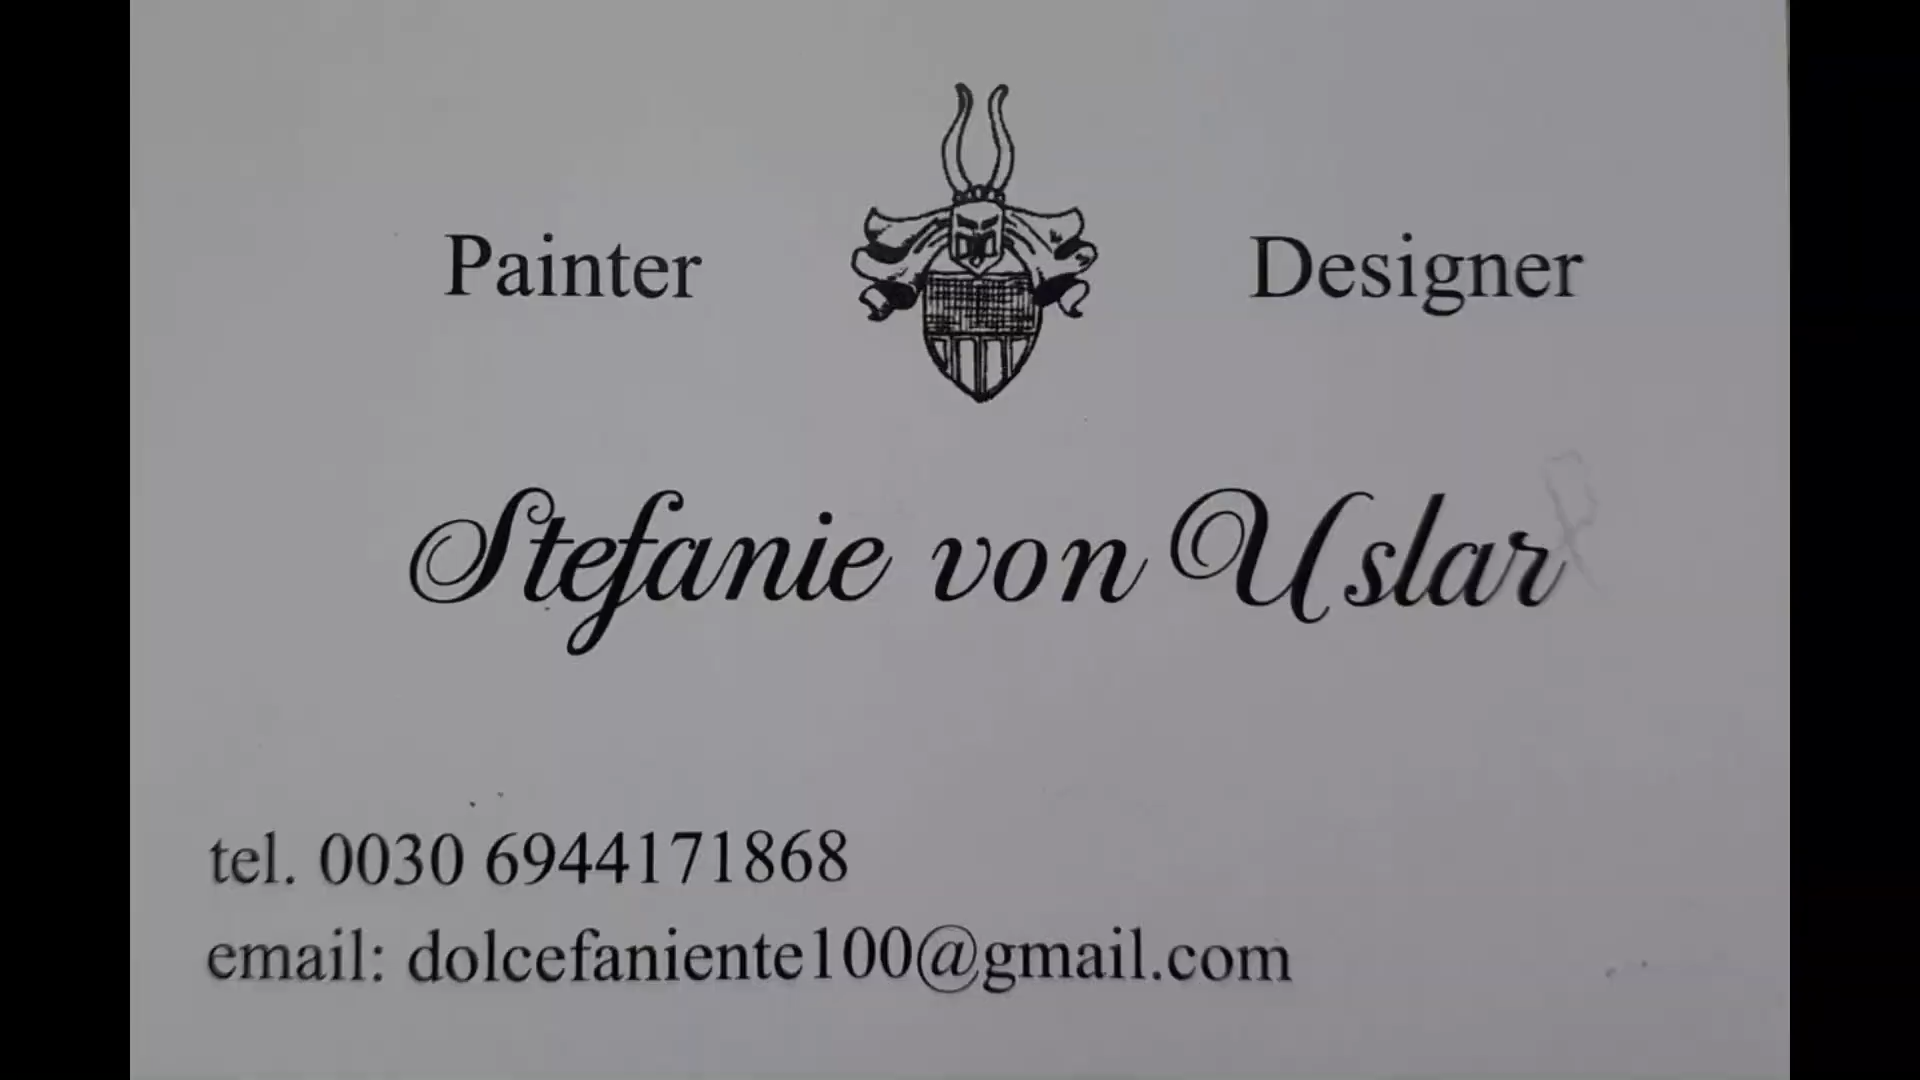 Painter Designer
Stefanie von Uslar
tel. 0030 6944171868
email: dolcefaniente100@gmail.com